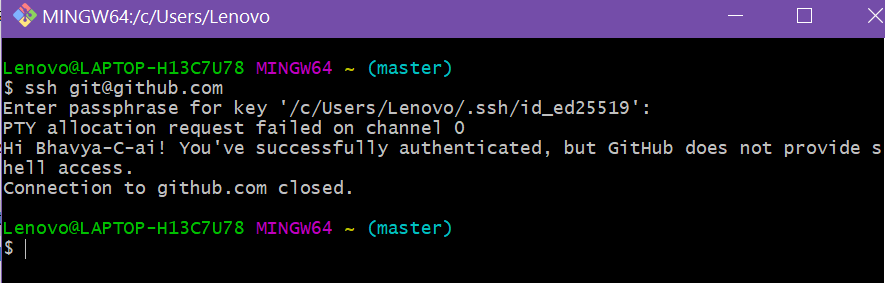 MINGW64:/c/Users/Lenovo
Lenovo@LAPTOP-H13C7U78 MINGW64 ~ (master)
$ ssh git@github.com
Enter passphrase for key '/c/Users/Lenovo/.ssh/id_ed25519':
PTY allocation request failed on channel 0
Hi Bhavya-C-ai! You've successfully authenticated, but GitHub does not provide s
hell access.
Connection to github.com closed.
Lenovo@LAPTOP-H13C7U78 MINGW64 ~ (master)
$